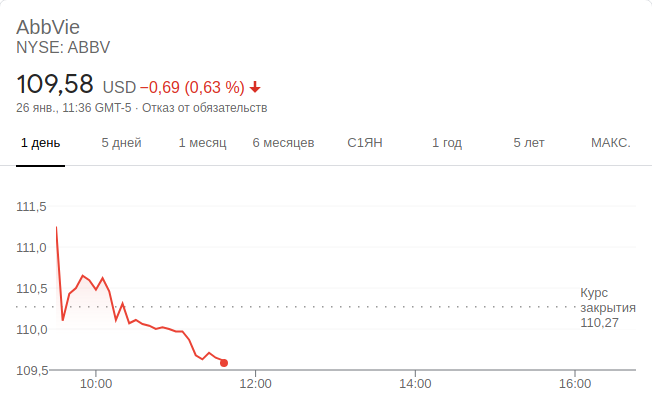 AbbVie
NYSE: ABBV
109,58 USD −0,69 (0,63 %)
26 янв., 11:36 GMT-5 · Отказ от обязательств
1 день 5 дней 1 месяц 6 месяцев С1ЯН 1 год 5 лет МАКС.
111,5
111,0
110,5
Курс
закрытия
110,27
110,0
109,5
10:00 12:00 14:00 16:00